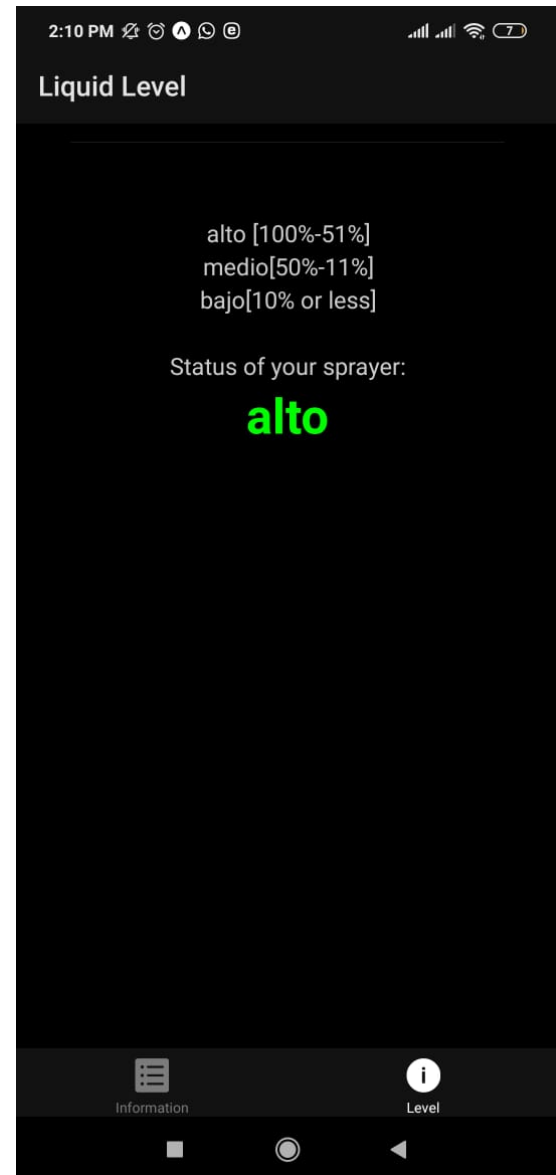 2:10 PM
7
Liquid Level
alto [100%-51%]
medio[50%-11%]
bajo[10% or less]
Status of your sprayer:
alto
Information
Level